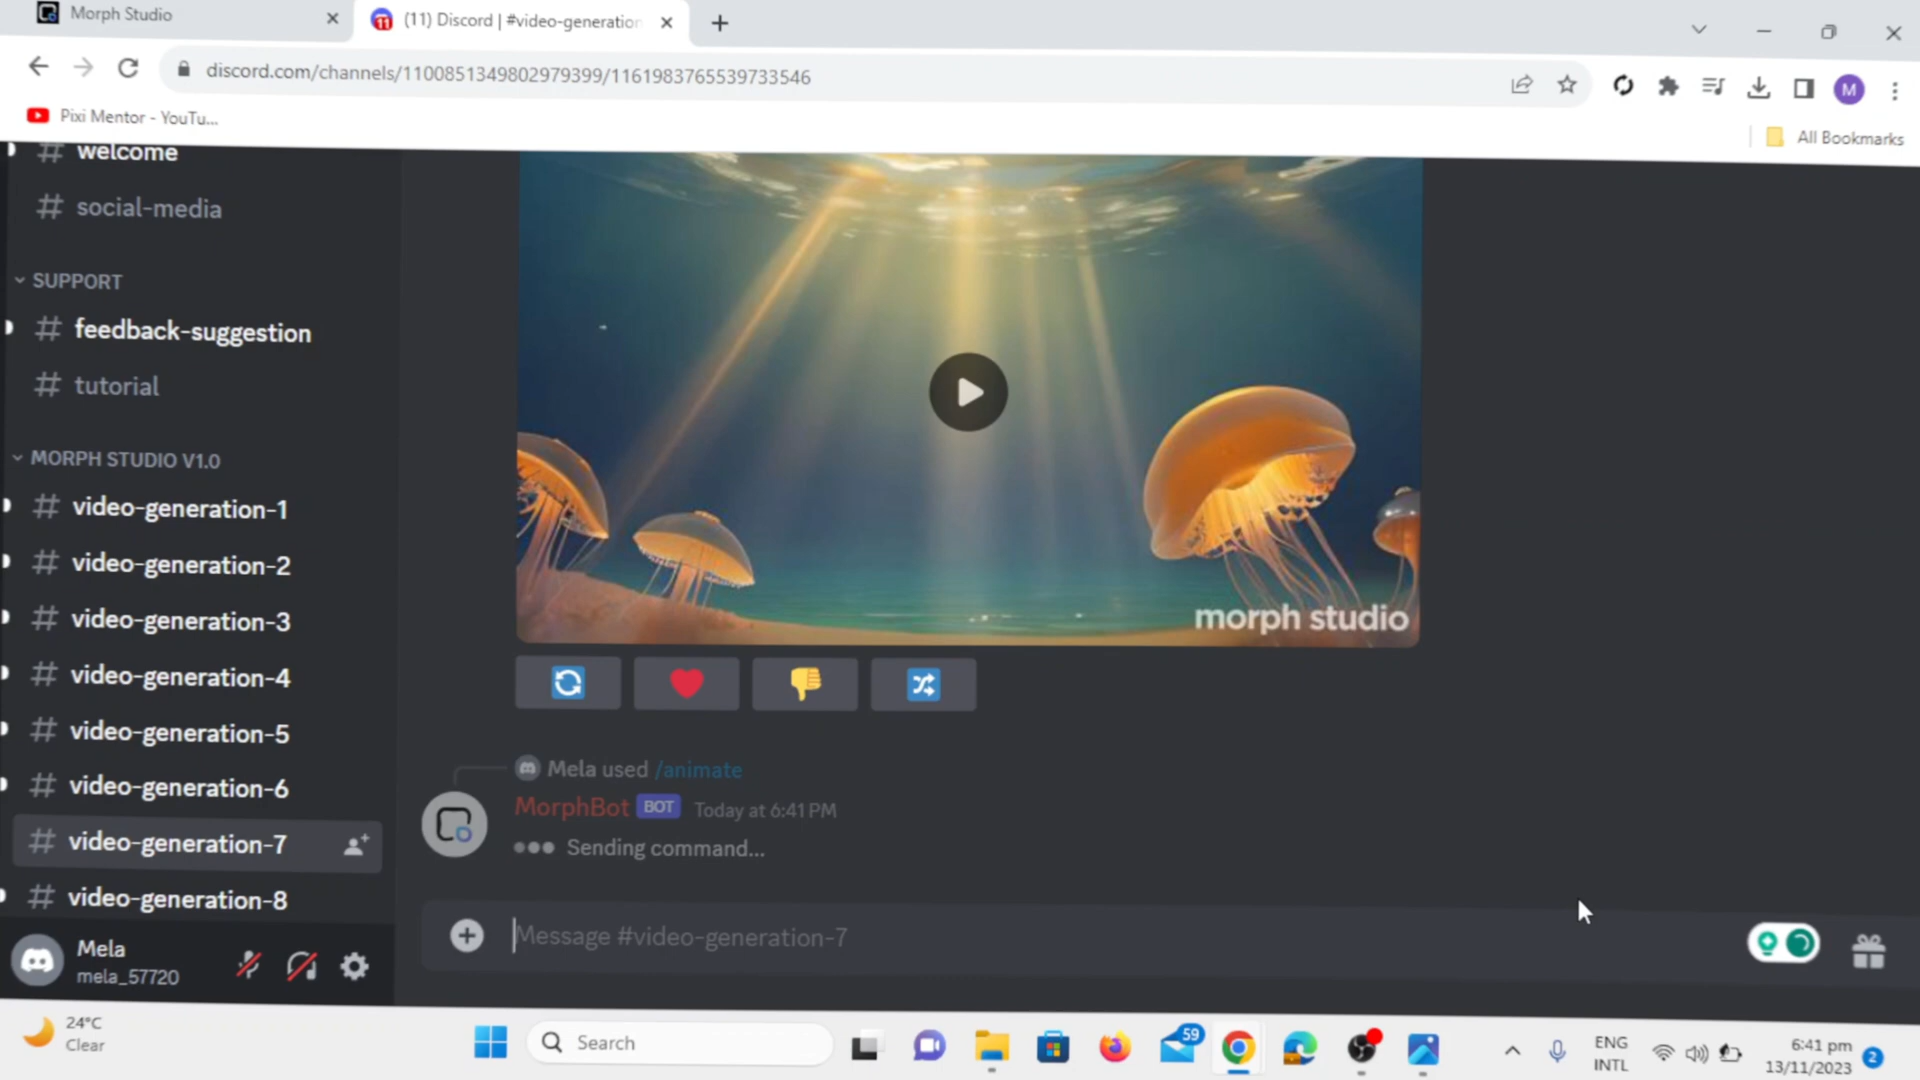 Morph Studio
(11) Discord | #video-generation
discord.com/channels/1100851349802979399/1161983765539733546
M
Pixi Mentor - YouTu...
All Bookmarks
welcome
social-media
SUPPORT
feedback-suggestion
tutorial
MORPH STUDIO V1.0
video-generation-1
video-generation-2
video-generation-3
video-generation-4
video-generation-5
video-generation-6
video-generation-7
video-generation-8
Mela
mela_57720
morph studio
Mela used /animate
MorphBot BOT Today at 6:41 PM
Sending command...
Message #video-generation-7
24°C
Clear
Search
59
ENG
INTL
6:41 pm
13/11/2023
2